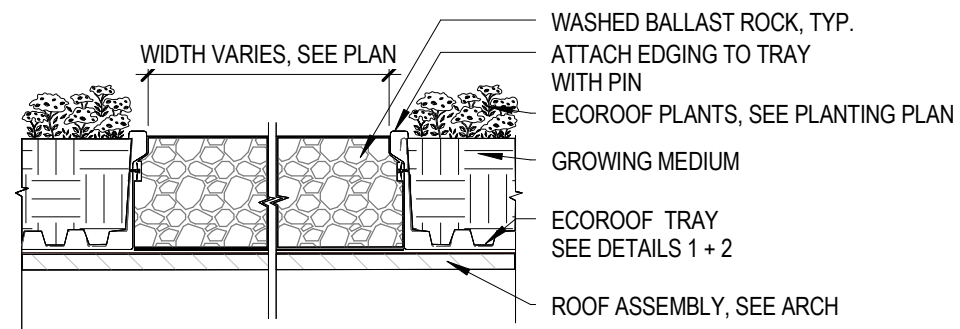 WASHED BALLAST ROCK, TYP.
WIDTH VARIES, SEE PLAN
ATTACH EDGING TO TRAY
WITH PIN
ECOROOF PLANTS, SEE PLANTING PLAN
GROWING MEDIUM
ECOROOF TRAY
SEE DETAILS 1 + 2
ROOF ASSEMBLY, SEE ARCH